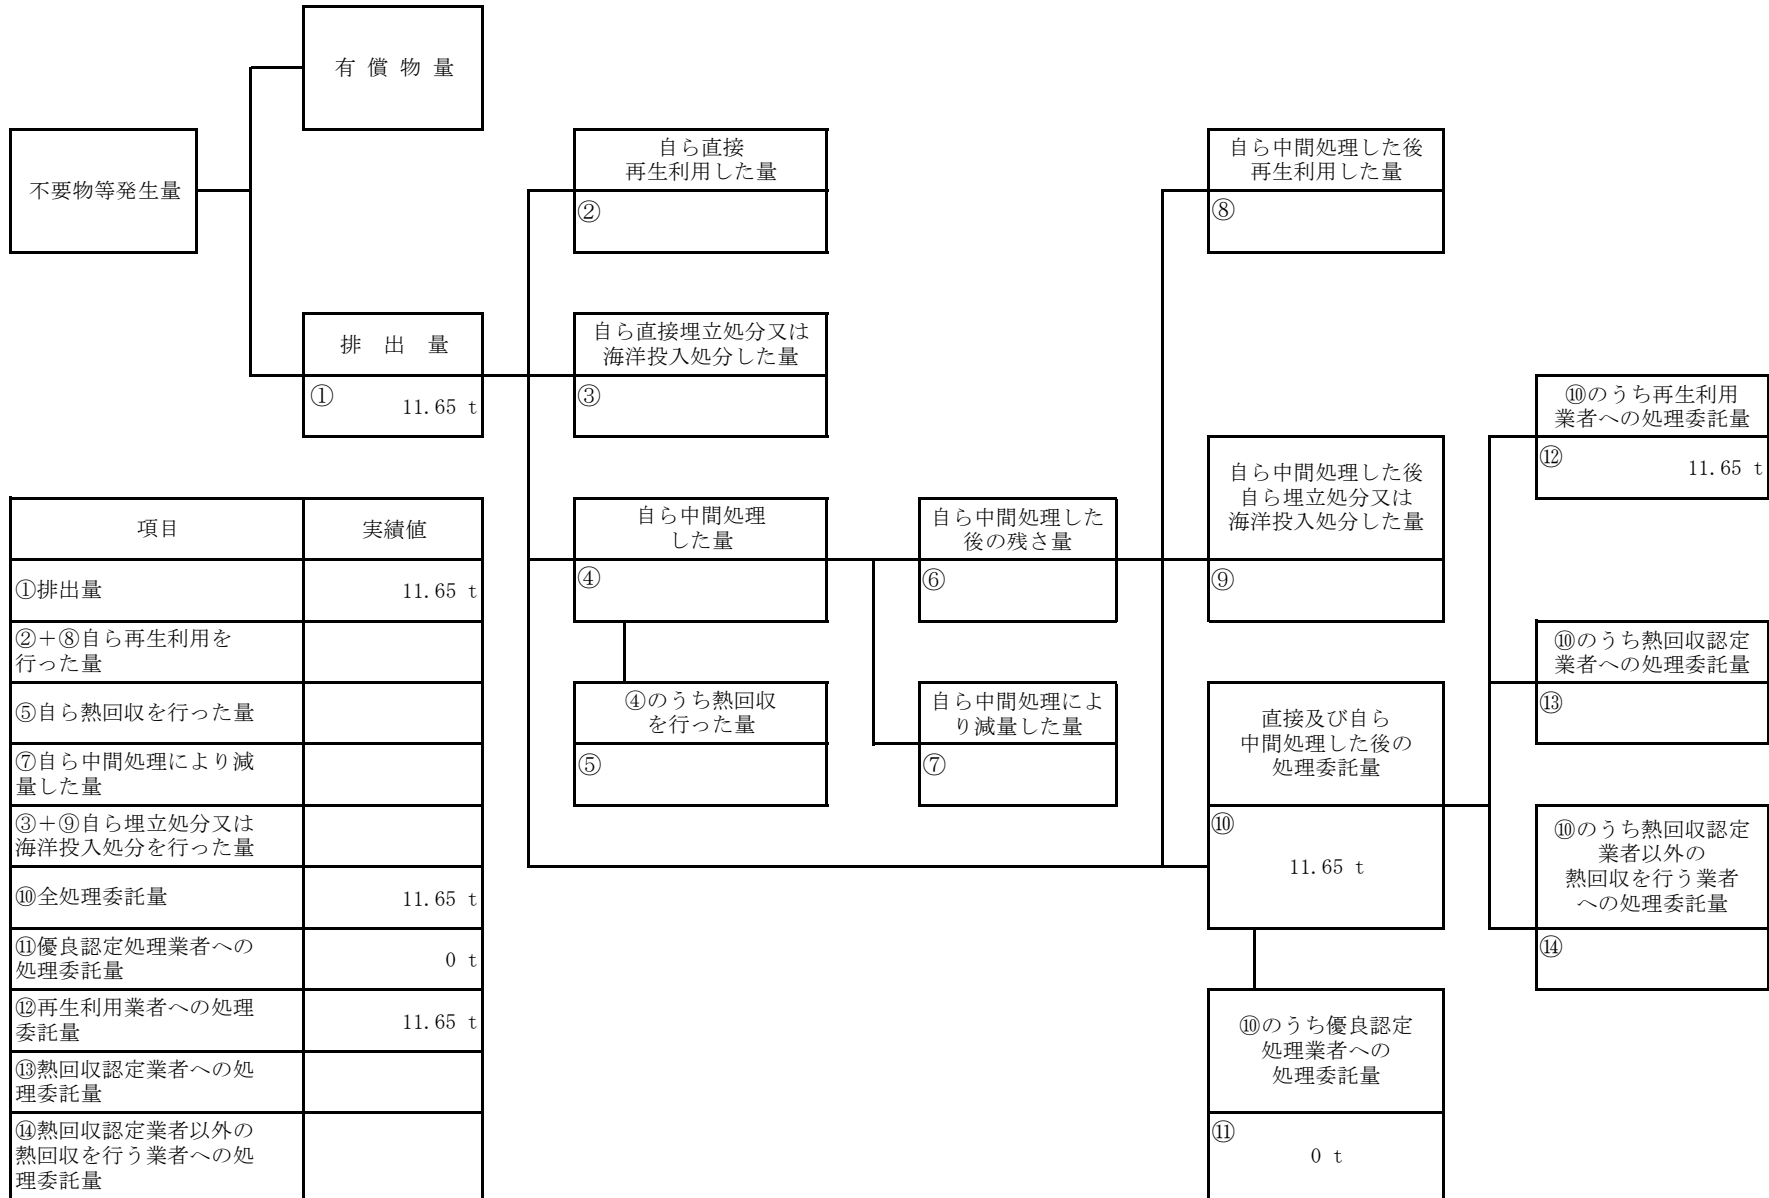 有 償 物 量
不要物等発生量
自ら直接
再生利用した量
②
自ら中間処理した後
再生利用した量
⑧
排 出 量
①
11.65 t
自ら直接埋立処分又は
海洋投入処分した量
③
⑩のうち再生利用
業者への処理委託量
⑫
11.65 t
自ら中間処理
した量
④
自ら中間処理した
後の残さ量
⑥
自ら中間処理した後
自ら埋立処分又は
海洋投入処分した量
⑨
⑩のうち熱回収認定
業者への処理委託量
⑬
④のうち熱回収
を行った量
⑤
自ら中間処理によ
り減量した量
⑦
直接及び自ら
中間処理した後の
処理委託量
⑩
11.65 t
⑩のうち熱回収認定
業者以外の
熱回収を行う業者
への処理委託量
⑭
⑩のうち優良認定
処理業者への
処理委託量
⑪
0 t
項目 実績値
①排出量 11.65 t
②＋⑧自ら再生利用を
行った量
⑤自ら熱回収を行った量
⑦自ら中間処理により減
量した量
③＋⑨自ら埋立処分又は
海洋投入処分を行った量
⑩全処理委託量 11.65 t
⑪優良認定処理業者への
処理委託量 0 t
⑫再生利用業者への処理
委託量 11.65 t
⑬熱回収認定業者への処
理委託量
⑭熱回収認定業者以外の
熱回収を行う業者への処
理委託量